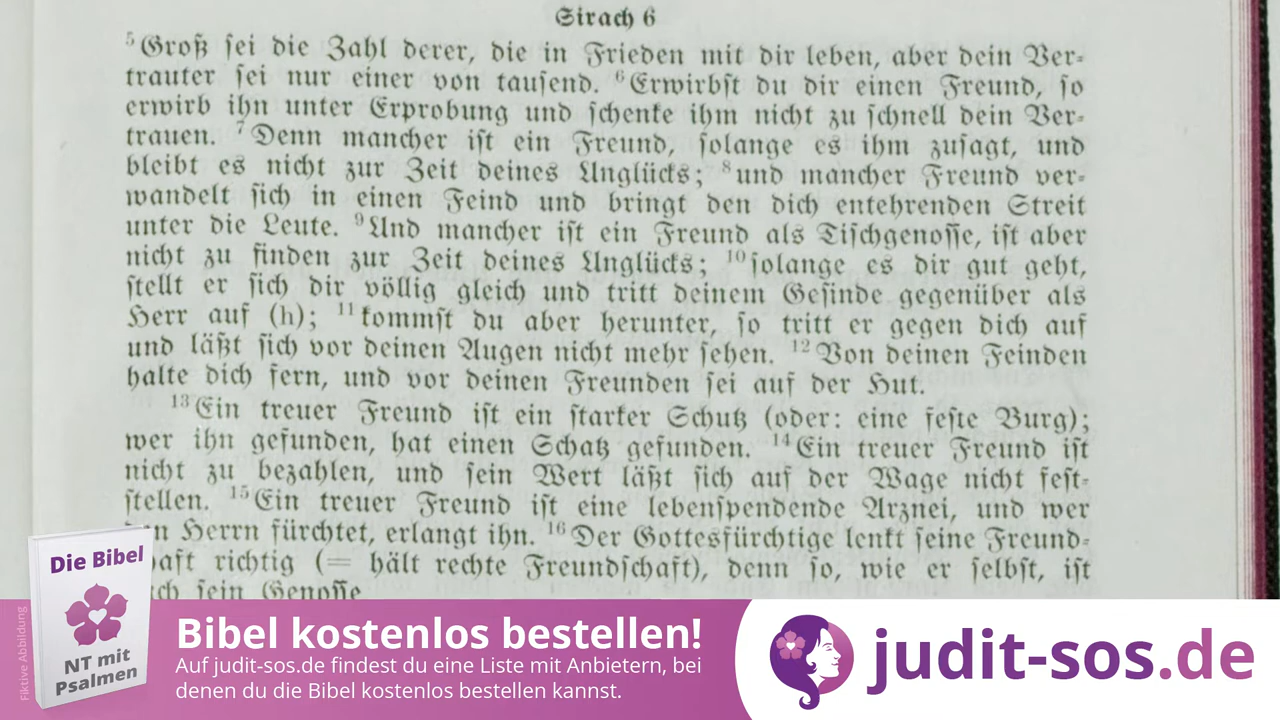 Sirach 6
⁵Groß sei die Zahl derer, die in Frieden mit dir leben, aber dein Ver-
trauter sei nur einer von tausend. ⁶Erwirbst du dir einen Freund, so
erwirb ihn unter Erprobung und schenke ihm nicht zu schnell dein Ver-
trauen. ⁷Denn mancher ist ein Freund, solange es ihm zusagt, und
bleibt es nicht zur Zeit deines Unglücks; ⁸und mancher Freund ver-
wandelt sich in einen Feind und bringt den dich entehrenden Streit
unter die Leute. ⁹Und mancher ist ein Freund als Tischgenosse, ist aber
nicht zu finden zur Zeit deines Unglücks; ¹⁰solange es dir gut geht,
stellt er sich dir völlig gleich und tritt deinem Gesinde gegenüber als
Herr auf (h); ¹¹kommst du aber herunter, so tritt er gegen dich auf
und läßt sich vor deinen Augen nicht mehr sehen. ¹²Von deinen Feinden
halte dich fern, und vor deinen Freunden sei auf der Hut.
¹³Ein treuer Freund ist ein starker Schutz (oder: eine feste Burg);
wer ihn gefunden, hat einen Schatz gefunden. ¹⁴Ein treuer Freund ist
nicht zu bezahlen, und sein Wert läßt sich auf der Wage nicht fest-
stellen. ¹⁵Ein treuer Freund ist eine lebenspendende Arznei, und wer
Herrn fürchtet, erlangt ihn. ¹⁶Der Gottesfürchtige lenkt seine Freund-
richtig (= hält rechte Freundschaft), denn so, wie er selbst, ist
sein Genosse
Die Bibel
NT mit
Psalmen
Fiktive Abbildung
Bibel kostenlos bestellen!
Auf judit-sos.de findest du eine Liste mit Anbietern, bei
denen du die Bibel kostenlos bestellen kannst.
judit-sos.de